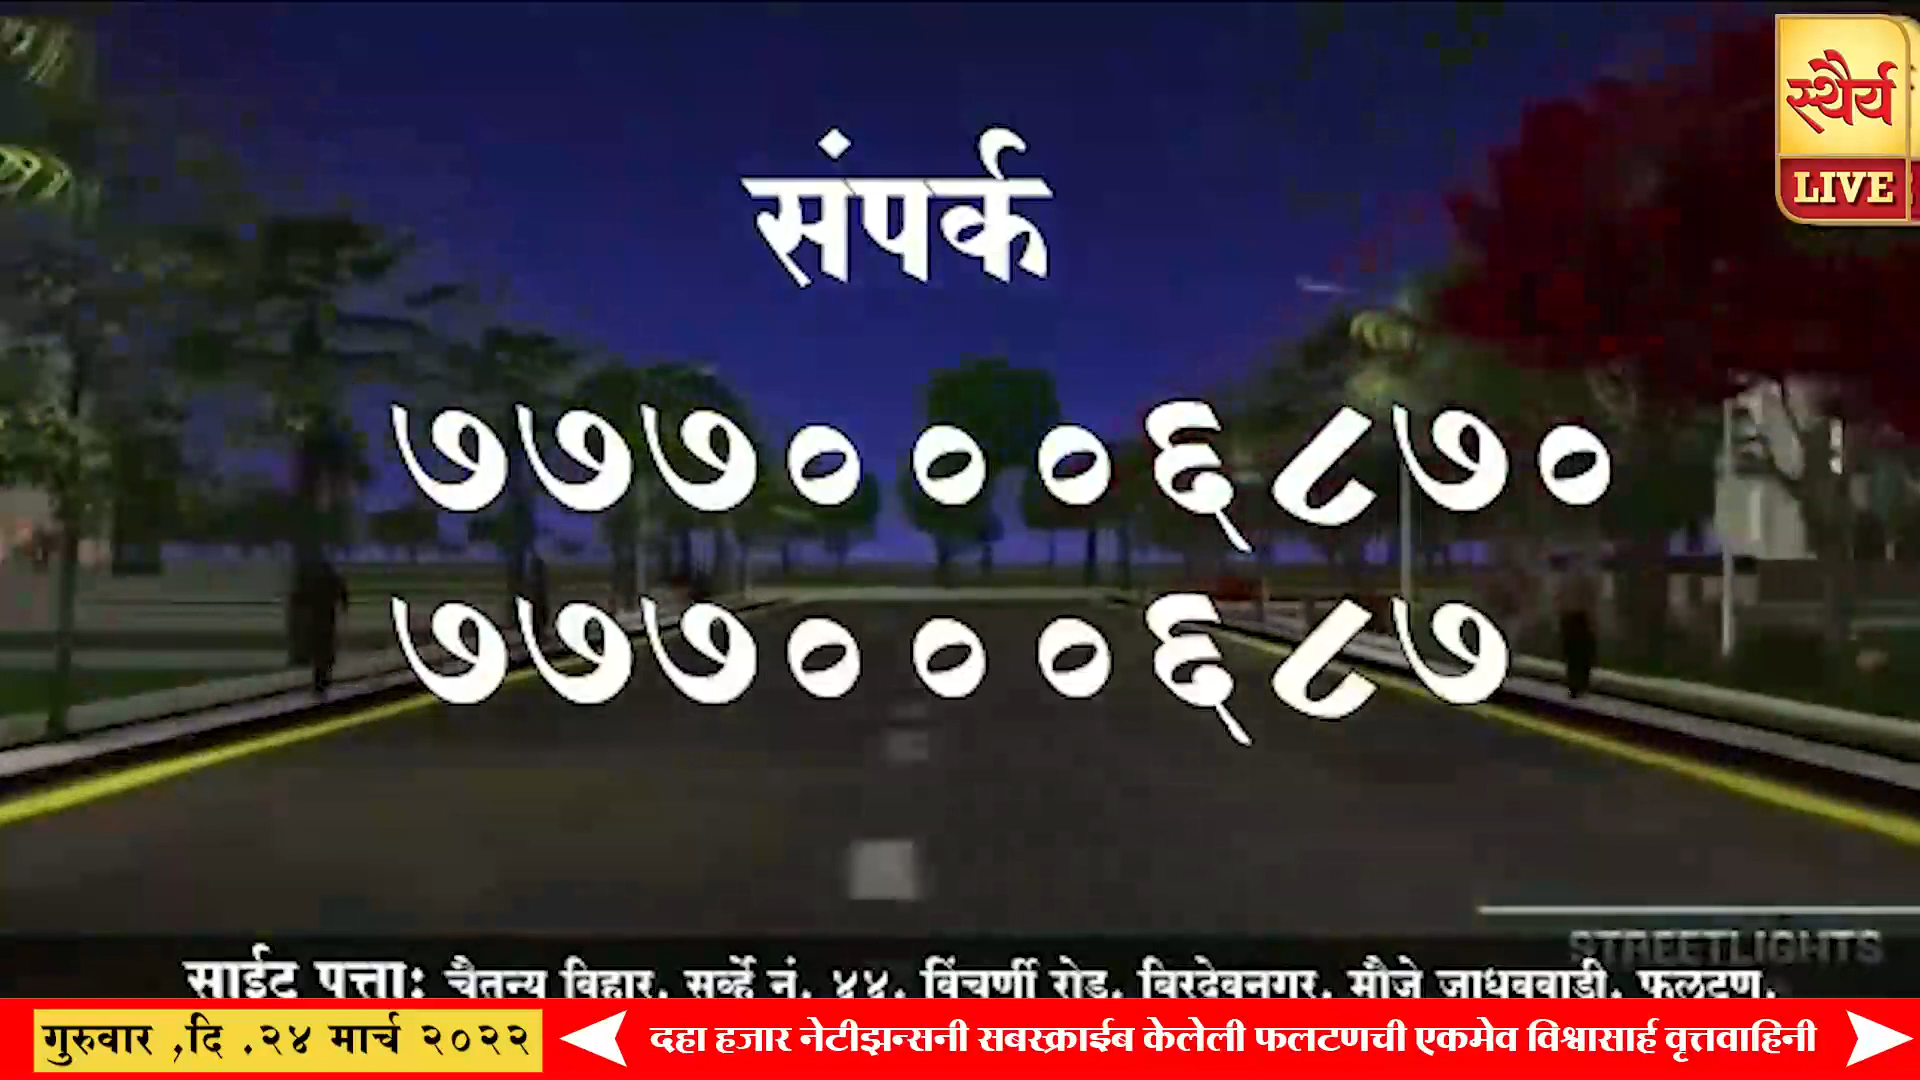 स्थैर्य
LIVE
संपर्क
७७७०००६८७०
७७७०००६८७
STREETLIGHTS
साईट पत्ता: चैतन्य विहार, सर्व्हे नं. ४४, विंचर्णी रोड, बिरदेवनगर, मौजे जाधववाडी, फलटण.
गुरुवार ,दि .२४ मार्च २०२२
दहा हजार नेटीझन्सनी सबस्क्राईब केलेली फलटणची एकमेव विश्वासार्ह वृत्तवाहिनी